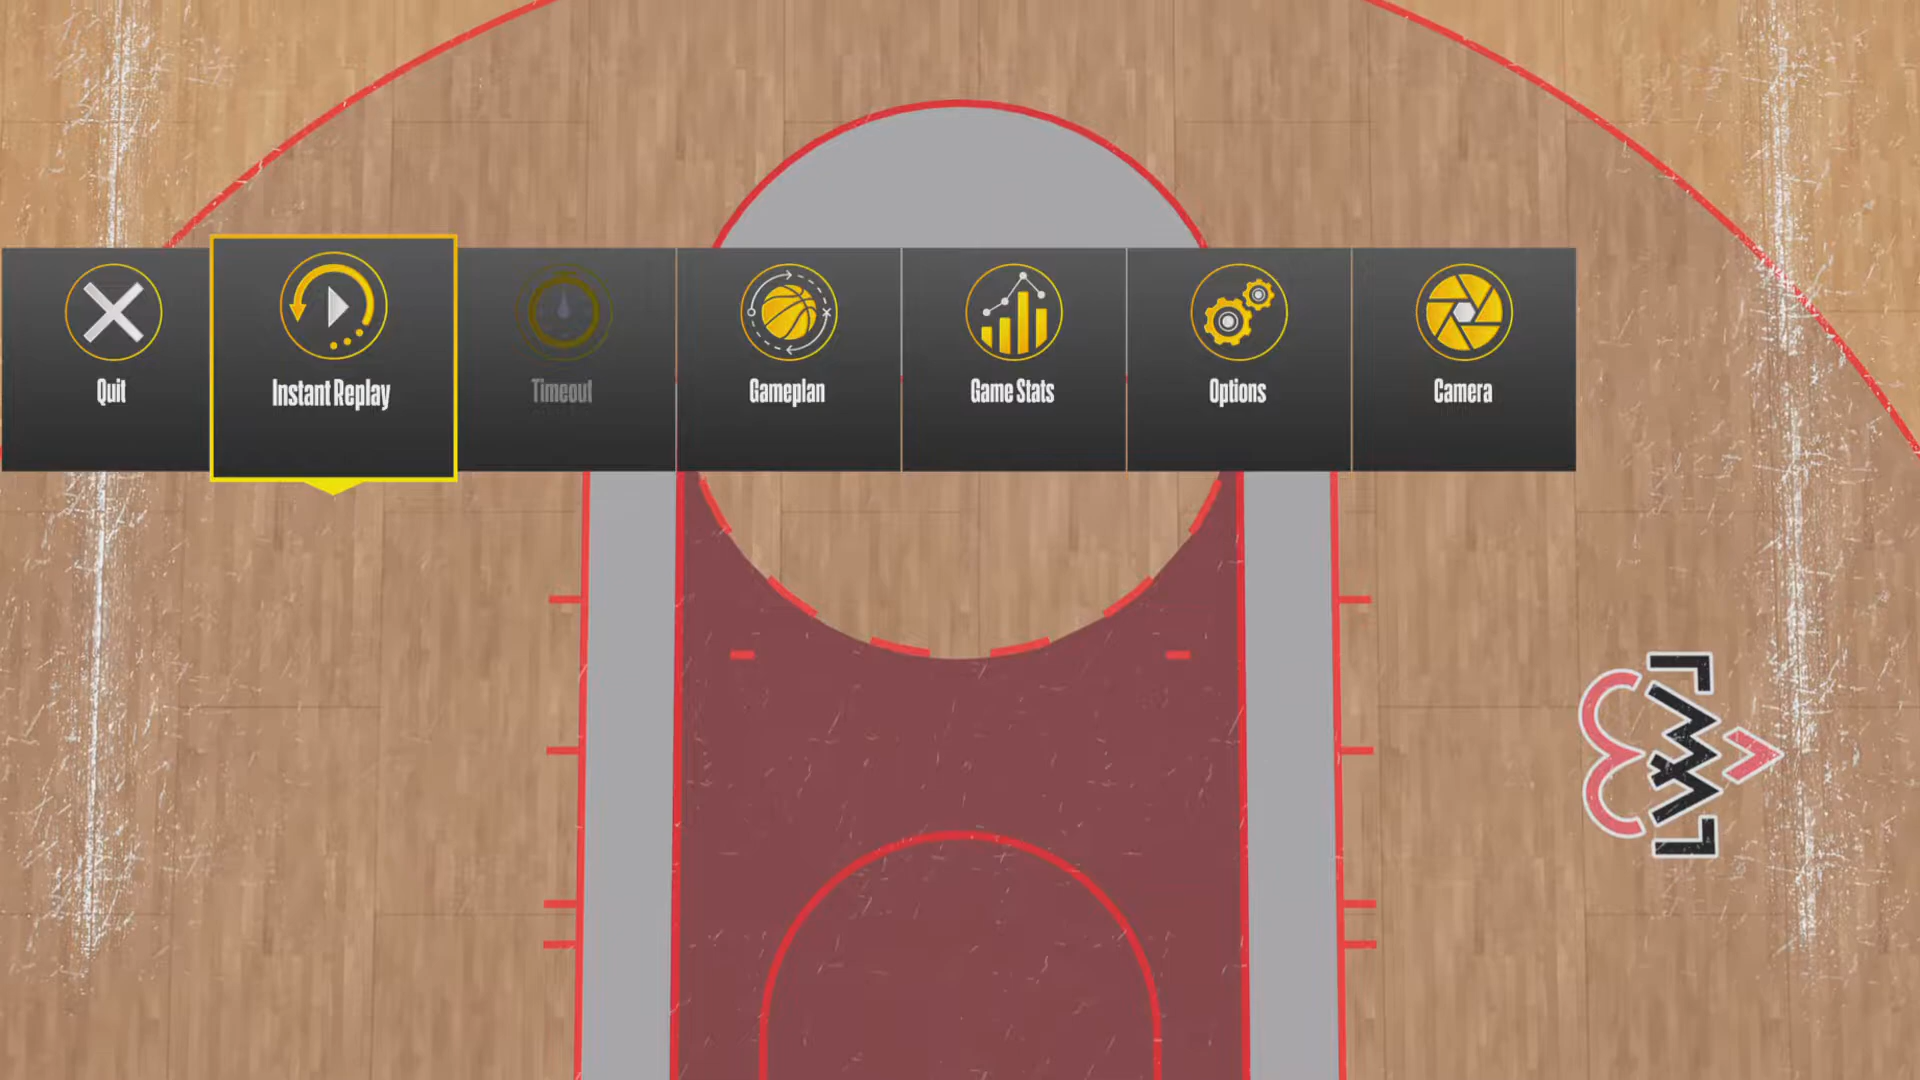 Quit
Instant Replay
Timeout
Gameplan
Game Stats
Options
Camera